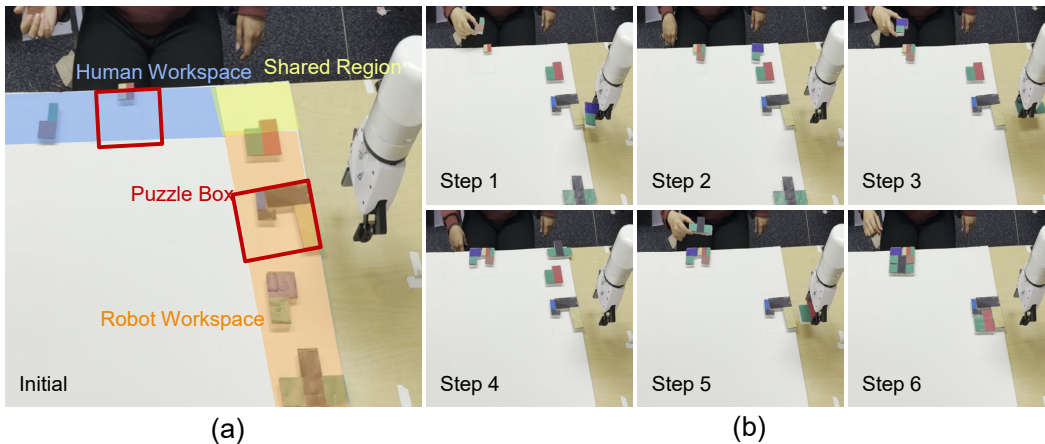 Human Workspace
Shared Region
Puzzle Box
Robot Workspace
Initial
(a)
Step 1
Step 2
Step 3
Step 4
Step 5
Step 6
(b)